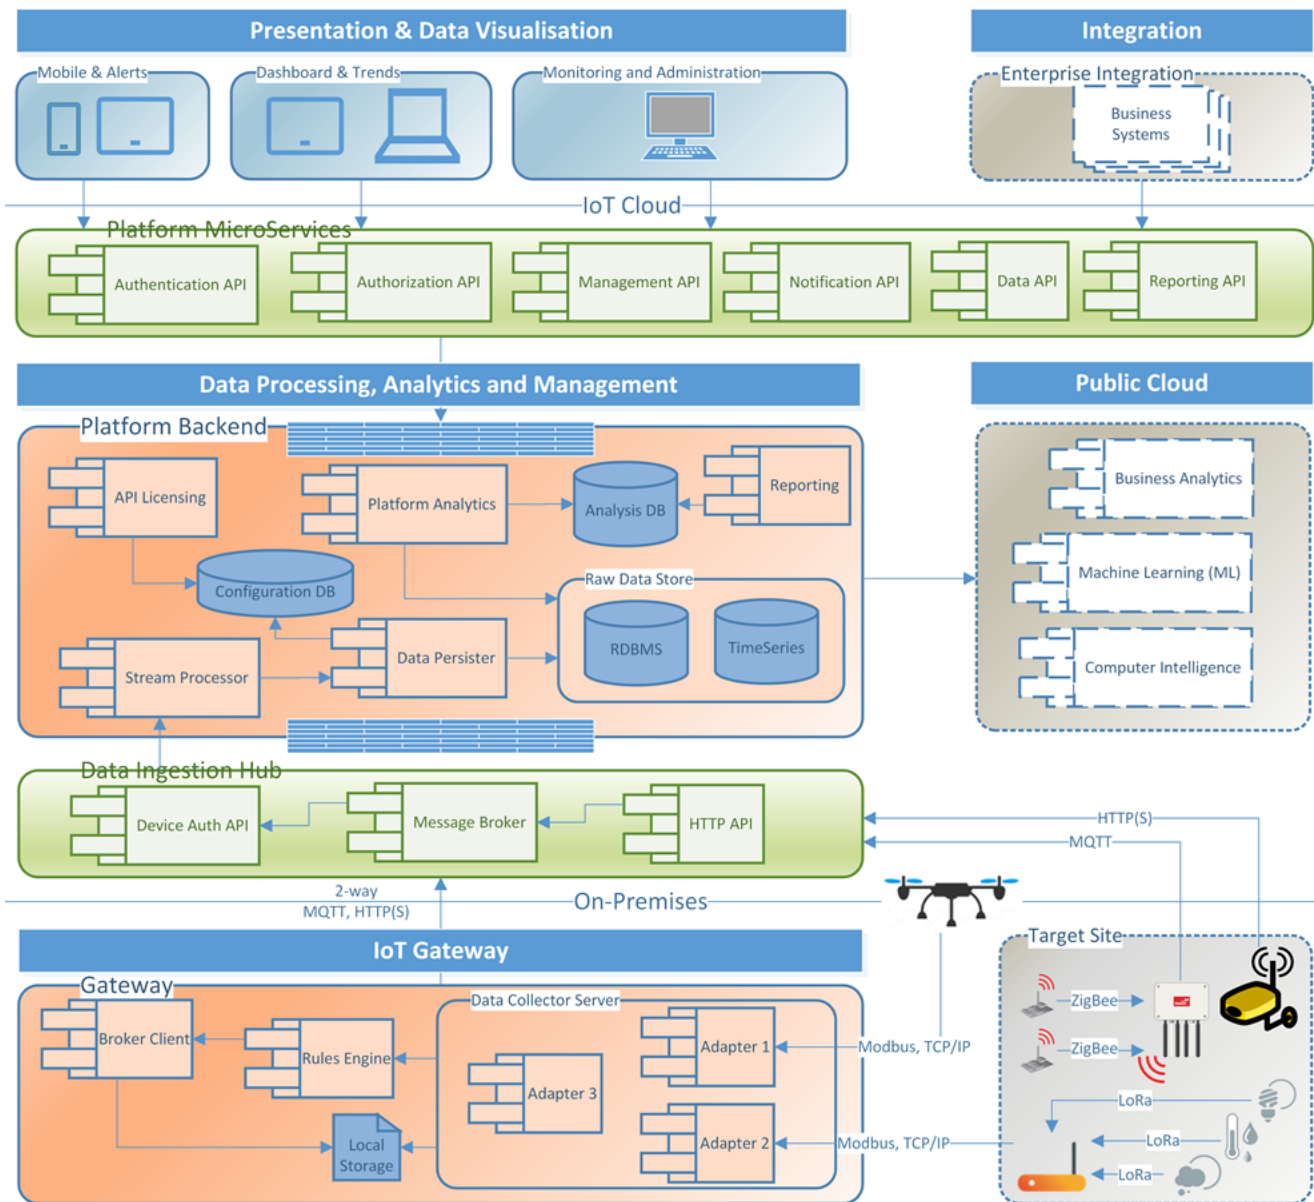 Presentation & Data Visualisation
Integration
Mobile & Alerts
Dashboard & Trends
Monitoring and Administration
Enterprise Integration
Business
Systems
IoT Cloud
Platform MicroServices
Authentication API
Authorization API
Management API
Notification API
Data API
Reporting API
Data Processing, Analytics and Management
Public Cloud
Platform Backend
API Licensing
Platform Analytics
Analysis DB
Reporting
Business Analytics
Configuration DB
Raw Data Store
Machine Learning (ML)
RDBMS
TimeSeries
Stream Processor
Data Persister
Computer Intelligence
Data Ingestion Hub
Device Auth API
Message Broker
HTTP API
HTTP(S)
MQTT
2-way
MQTT, HTTP(S)
On-Premises
IoT Gateway
Target Site
Gateway
Data Collector Server
Broker Client
Rules Engine
Adapter 1
Modbus, TCP/IP
ZigBee
ZigBee
Adapter 3
Local
Storage
Adapter 2
Modbus, TCP/IP
LoRa
LoRa
LoRa